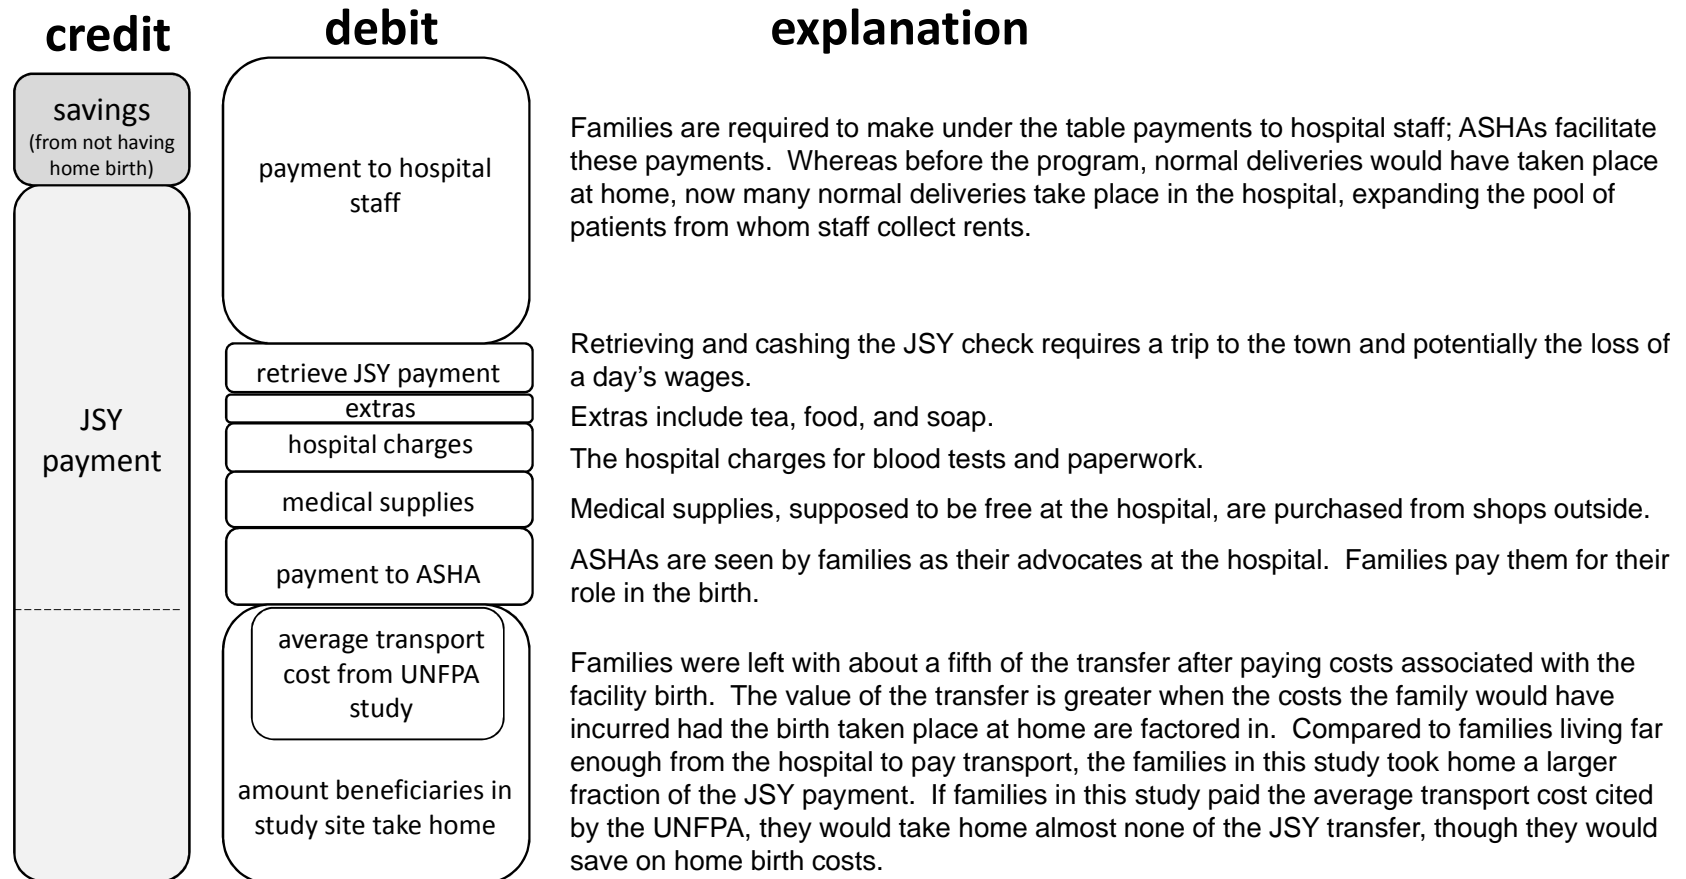 credit
debit
explanation
savings
(from not having
home birth)
JSY
payment
payment to hospital
staff
retrieve JSY payment
extras
hospital charges
medical supplies
payment to ASHA
average transport
cost from UNFPA
study
amount beneficiaries in
study site take home
Families are required to make under the table payments to hospital staff; ASHAs facilitate
these payments.  Whereas before the program, normal deliveries would have taken place
at home, now many normal deliveries take place in the hospital, expanding the pool of
patients from whom staff collect rents.
Retrieving and cashing the JSY check requires a trip to the town and potentially the loss of
a day’s wages.
Extras include tea, food, and soap.
The hospital charges for blood tests and paperwork.
Medical supplies, supposed to be free at the hospital, are purchased from shops outside.
ASHAs are seen by families as their advocates at the hospital.  Families pay them for their
role in the birth.
Families were left with about a fifth of the transfer after paying costs associated with the
facility birth.  The value of the transfer is greater when the costs the family would have
incurred had the birth taken place at home are factored in.  Compared to families living far
enough from the hospital to pay transport, the families in this study took home a larger
fraction of the JSY payment.  If families in this study paid the average transport cost cited
by the UNFPA, they would take home almost none of the JSY transfer, though they would
save on home birth costs.